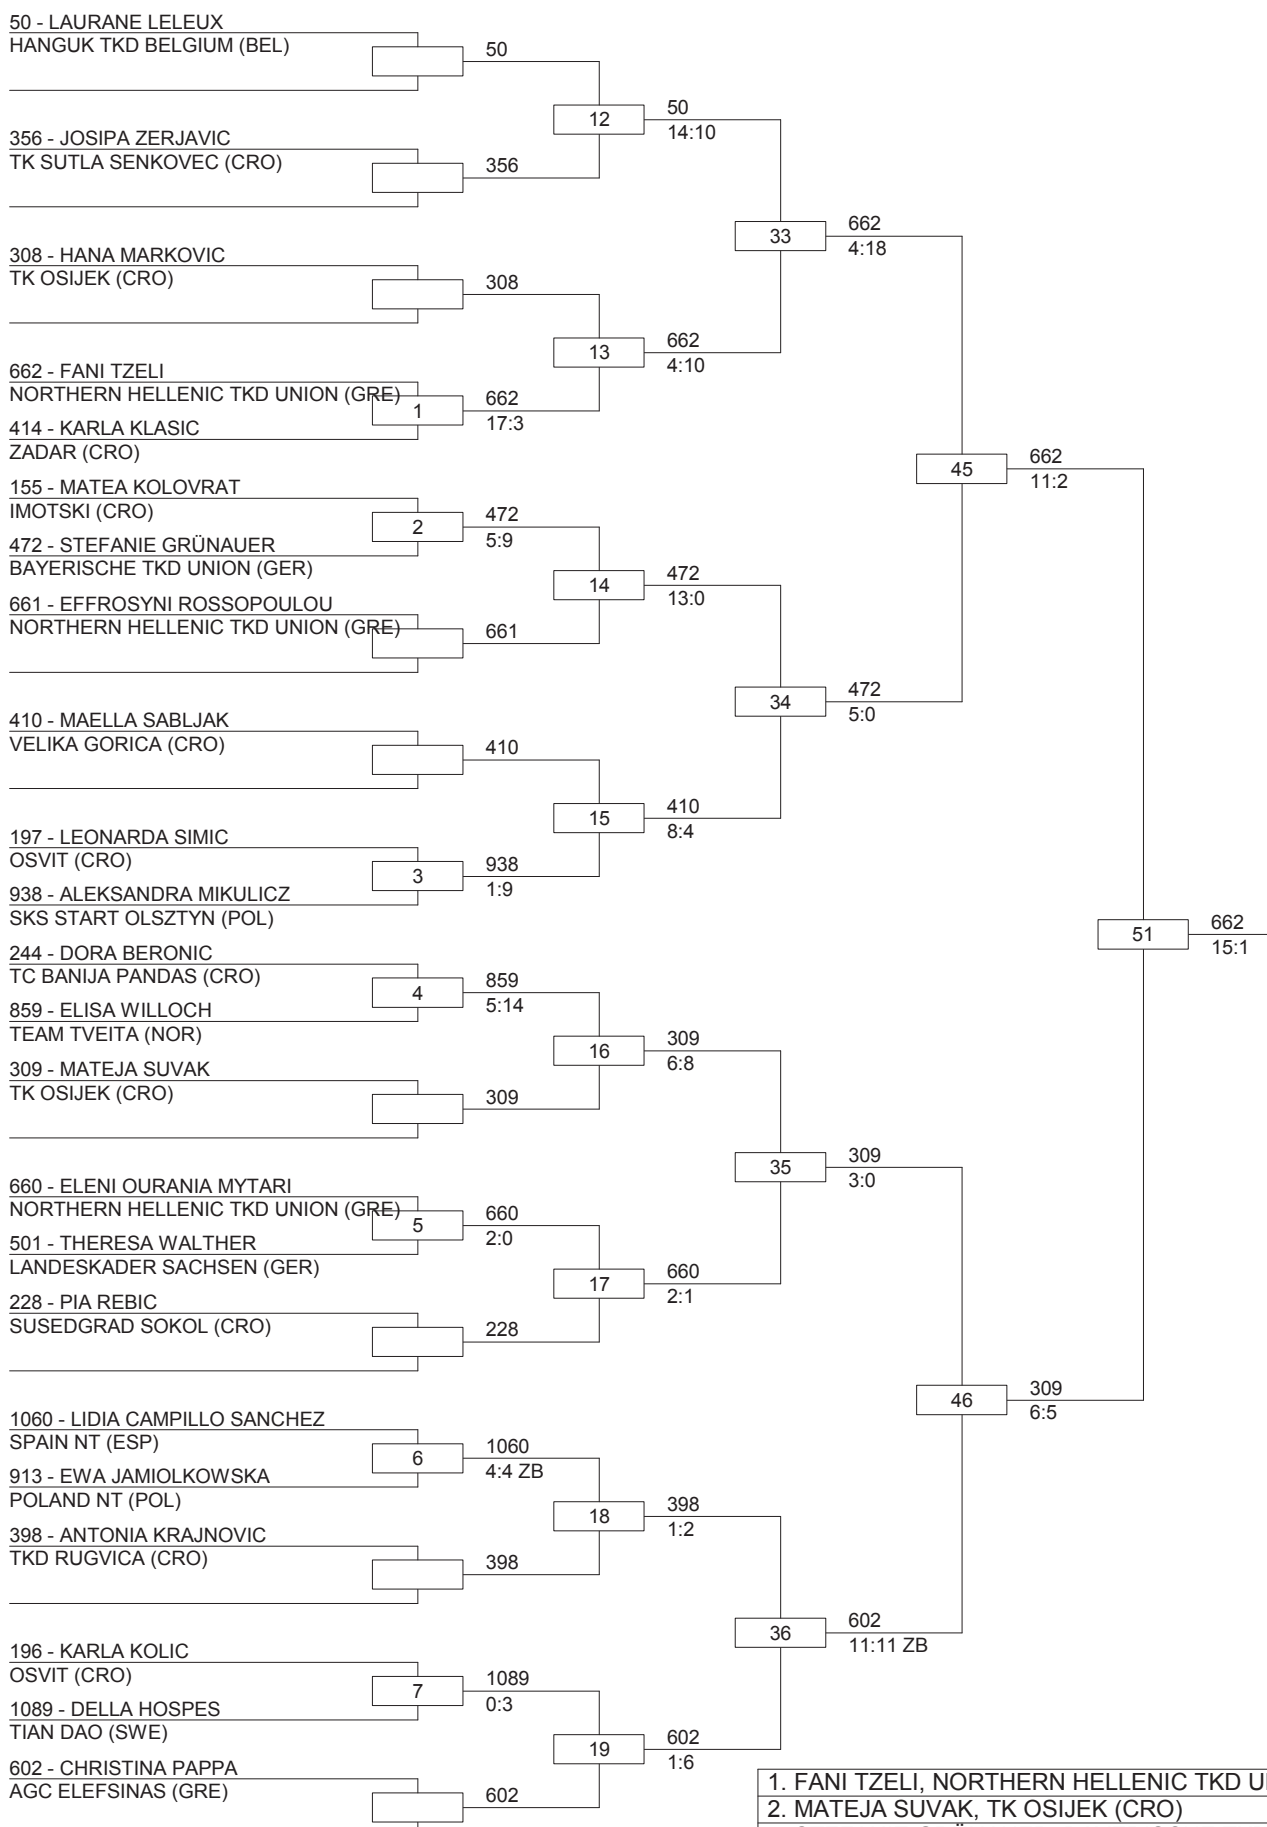 50 - LAURANE LELEUX
HANGUK TKD BELGIUM (BEL)
50
12
50
14:10
356 - JOSIPA ZERJAVIC
TK SUTLA SENKOVEC (CRO)
356
33
662
4:18
308 - HANA MARKOVIC
TK OSIJEK (CRO)
308
13
662
4:10
662 - FANI TZELI
NORTHERN HELLENIC TKD UNION (GRE)
1
662
17:3
414 - KARLA KLASIC
ZADAR (CRO)
45
662
11:2
155 - MATEA KOLOVRAT
IMOTSKI (CRO)
2
472
5:9
472 - STEFANIE GRÜNAUER
BAYERISCHE TKD UNION (GER)
14
472
13:0
661 - EFFROSYNI ROSSOPOULOU
NORTHERN HELLENIC TKD UNION (GRE)
661
34
472
5:0
410 - MAELLA SABLJAK
VELIKA GORICA (CRO)
410
15
410
8:4
197 - LEONARDA SIMIC
OSVIT (CRO)
3
938
1:9
938 - ALEKSANDRA MIKULICZ
SKS START OLSZTYN (POL)
51
662
15:1
244 - DORA BERONIC
TC BANIJA PANDAS (CRO)
4
859
5:14
859 - ELISA WILLOCH
TEAM TVEITA (NOR)
16
309
6:8
309 - MATEJA SUVAK
TK OSIJEK (CRO)
309
35
309
3:0
660 - ELENI OURANIA MYTARI
NORTHERN HELLENIC TKD UNION (GRE)
5
660
2:0
501 - THERESA WALTHER
LANDESKADER SACHSEN (GER)
17
660
2:1
228 - PIA REBIC
SUSEDGRAD SOKOL (CRO)
228
46
309
6:5
1060 - LIDIA CAMPILLO SANCHEZ
SPAIN NT (ESP)
6
1060
4:4 ZB
913 - EWA JAMIOLKOWSKA
POLAND NT (POL)
18
398
1:2
398 - ANTONIA KRAJNOVIC
TKD RUGVICA (CRO)
398
36
602
11:11 ZB
196 - KARLA KOLIC
OSVIT (CRO)
7
1089
0:3
1089 - DELLA HOSPES
TIAN DAO (SWE)
19
602
1:6
602 - CHRISTINA PAPPA
AGC ELEFSINAS (GRE)
602
1. FANI TZELI, NORTHERN HELLENIC TKD
2. MATEJA SUVAK, TK OSIJEK (CRO)